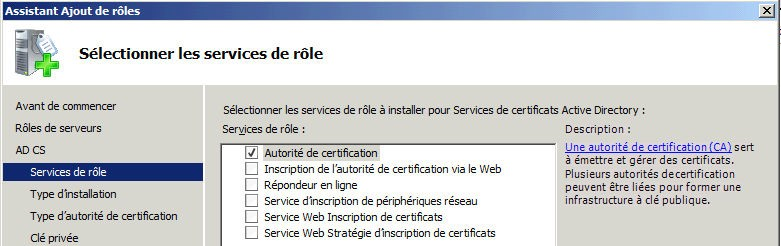 Assistant Ajout de rôles
Sélectionner les services de rôle
Avant de commencer
Rôles de serveurs
AD CS
Services de rôle
Type d'installation
Type d'autorité de certification
Clé privée
Sélectionner les services de rôle à installer pour Services de certificats Active Directory :
Services de rôle :
Autorité de certification
Inscription de l'autorité de certification via le Web
Répondeur en ligne
Service d'inscription de périphériques réseau
Service Web Inscription de certificats
Service Web Stratégie d'inscription de certificats
Description :
Une autorité de certification (CA) sert
à émettre et gérer des certificats.
Plusieurs autorités de certification
peuvent être liées pour former une
infrastructure à clé publique.